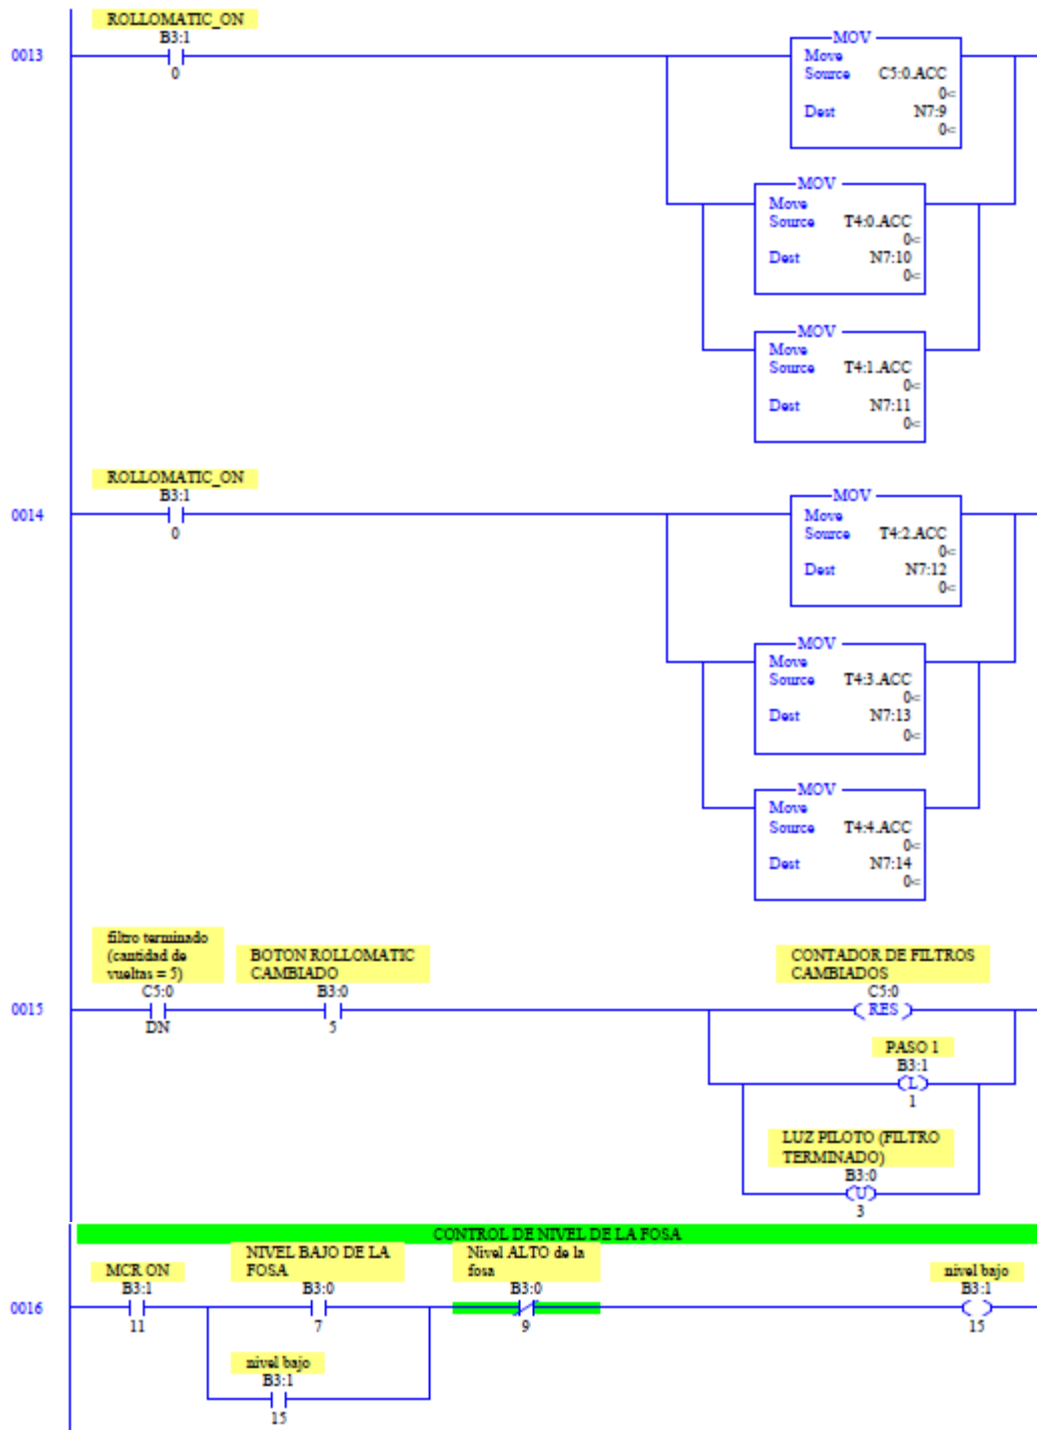 ROLLOMATIC_ON
B3:1
0013
0
MOV
Move
Source C5:0.ACC
0<
Dest N7:9
0<
MOV
Move
Source T4:0.ACC
0<
Dest N7:10
0<
MOV
Move
Source T4:1.ACC
0<
Dest N7:11
0<
ROLLOMATIC_ON
B3:1
0014
0
MOV
Move
Source T4:2.ACC
0<
Dest N7:12
0<
MOV
Move
Source T4:3.ACC
0<
Dest N7:13
0<
MOV
Move
Source T4:4.ACC
0<
Dest N7:14
0<
filtro terminado
(cantidad de
vueltas = 5)
C5:0
DN
BOTON ROLLOMATIC
CAMBIADO
B3:0
5
0015
CONTADOR DE FILTROS
CAMBIADOS
C5:0
RES
PASO 1
B3:1
L
1
LUZ PILOTO (FILTRO
TERMINADO)
B3:0
U
3
CONTROL DE NIVEL DE LA FOSA
MCR ON
B3:1
0016
11
NIVEL BAJO DE LA
FOSA
B3:0
7
Nivel ALTO de la
fosa
B3:0
9
nivel bajo
B3:1
15
nivel bajo
B3:1
15